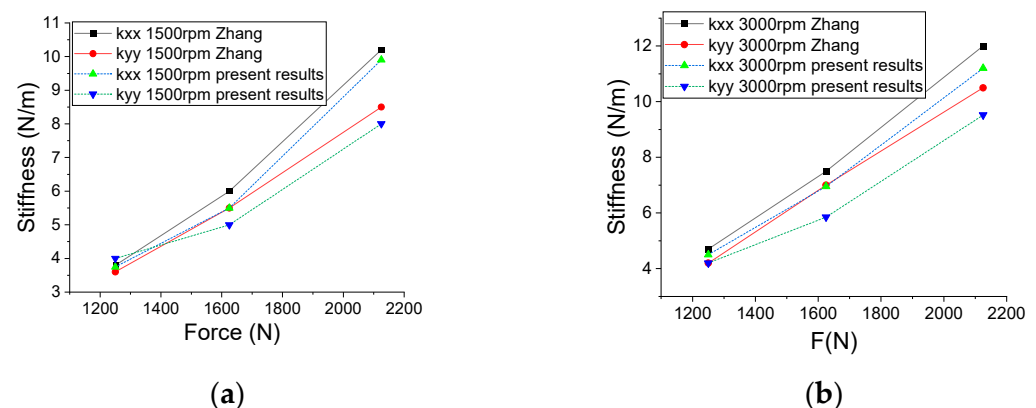 kxx 1500rpm Zhang
kyy 1500rpm Zhang
kxx 1500rpm present results
kyy 1500rpm present results
11
10
9
8
7
6
5
4
3
Stiffness (N/m)
1200 1400 1600 1800 2000 2200
Force (N)
(a)
kxx 3000rpm Zhang
kyy 3000rpm Zhang
kxx 3000rpm present results
kyy 3000rpm present results
12
10
8
6
4
Stiffness (N/m)
1200 1400 1600 1800 2000 2200
F(N)
(b)